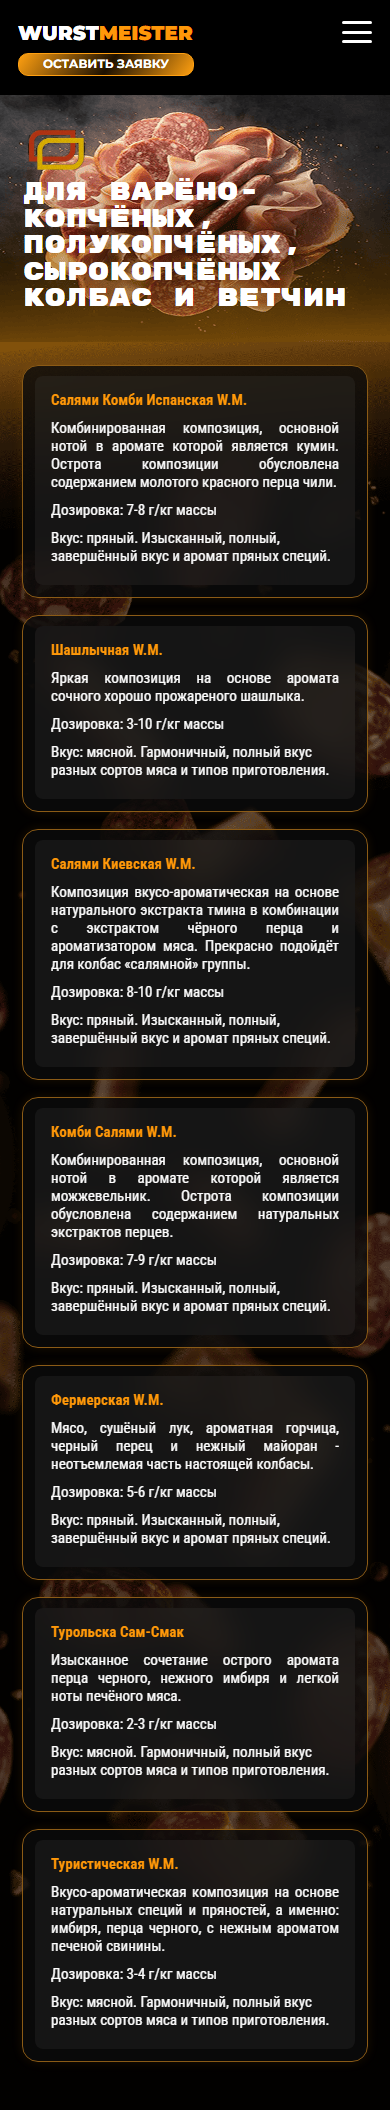 WURSTMEISTER
ОСТАВИТЬ ЗАЯВКУ
ДЛЯ ВАРЁНО-
КОПЧЁНЫХ,
ПОЛУКОПЧЁНЫХ,
СЫРОКОПЧЁНЫХ
КОЛБАС И ВЕТЧИН
Салями Комби Испанская W.M.
Комбинированная композиция, основной
нотой в аромате которой является кумин.
Острота композиции обусловлена
содержанием молотого красного перца чили.
Дозировка: 7-8 г/кг массы
Вкус: пряный. Изысканный, полный,
завершённый вкус и аромат пряных специй.
Шашлычная W.M.
Яркая композиция на основе аромата
сочного хорошо прожареного шашлыка.
Дозировка: 3-10 г/кг массы
Вкус: мясной. Гармоничный, полный вкус
разных сортов мяса и типов приготовления.
Салями Киевская W.M.
Композиция вкусо-ароматическая на основе
натурального экстракта тмина в комбинации
с экстрактом чёрного перца и
ароматизатором мяса. Прекрасно подойдёт
для колбас «салямной» группы.
Дозировка: 8-10 г/кг массы
Вкус: пряный. Изысканный, полный,
завершённый вкус и аромат пряных специй.
Комби Салями W.M.
Комбинированная композиция, основной
нотой в аромате которой является
можжевельник. Острота композиции
обусловлена содержанием натуральных
экстрактов перцев.
Дозировка: 7-9 г/кг массы
Вкус: пряный. Изысканный, полный,
завершённый вкус и аромат пряных специй.
Фермерская W.M.
Мясо, сушёный лук, ароматная горчица,
черный перец и нежный майоран -
неотъемлемая часть настоящей колбасы.
Дозировка: 5-6 г/кг массы
Вкус: пряный. Изысканный, полный,
завершённый вкус и аромат пряных специй.
Турольска Сам-Смак
Изысканное сочетание острого аромата
перца черного, нежного имбиря и легкой
ноты печёного мяса.
Дозировка: 2-3 г/кг массы
Вкус: мясной. Гармоничный, полный вкус
разных сортов мяса и типов приготовления.
Туристическая W.M.
Вкусо-ароматическая композиция на основе
натуральных специй и пряностей, а именно:
имбиря, перца черного, с нежным ароматом
печеной свинины.
Дозировка: 3-4 г/кг массы
Вкус: мясной. Гармоничный, полный вкус
разных сортов мяса и типов приготовления.